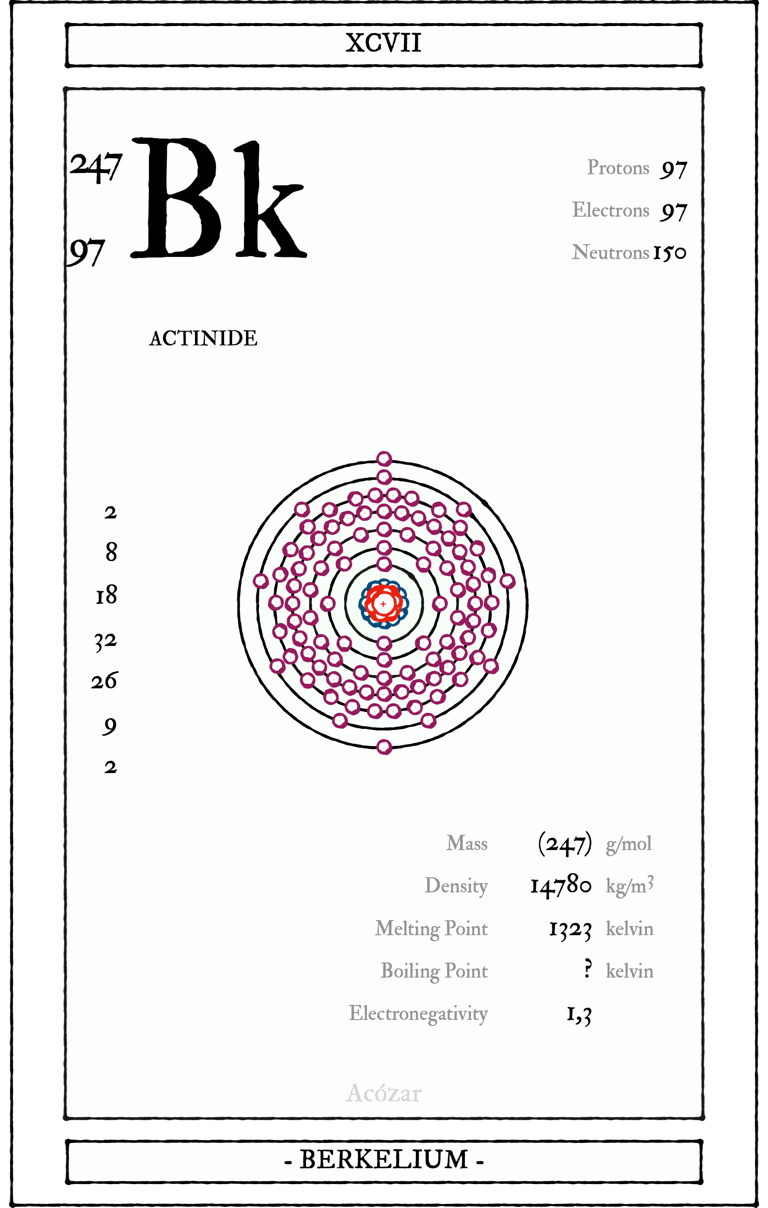 XCVII
247
Bk
97
Protons 97
Electrons 97
Neutrons 150
ACTINIDE
2
8
18
32
26
9
2
+
Mass (247) g/mol
Density 14780 kg/m³
Melting Point 1323 kelvin
Boiling Point ? kelvin
Electronegativity 1,3
Acózar
- BERKELIUM -